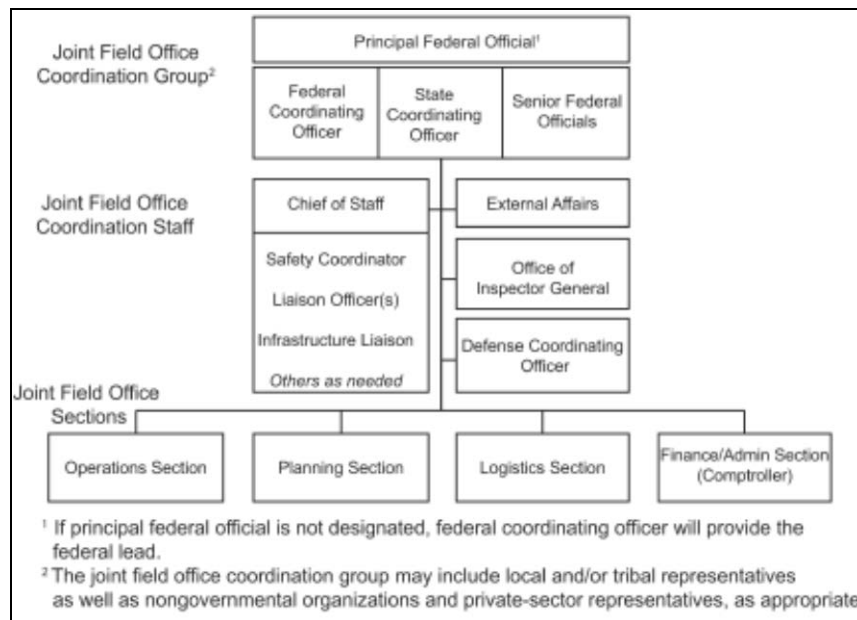 Joint Field Office
Coordination Group²
Principal Federal Official¹
Federal
Coordinating
Officer
State
Coordinating
Officer
Senior Federal
Officials
Joint Field Office
Coordination Staff
Chief of Staff
External Affairs
Safety Coordinator
Liaison Officer(s)
Infrastructure Liaison
Others as needed
Office of
Inspector General
Defense Coordinating
Officer
Joint Field Office
Sections
Operations Section
Planning Section
Logistics Section
Finance/Admin Section
(Comptroller)
¹ If principal federal official is not designated, federal coordinating officer will provide the
federal lead.
² The joint field office coordination group may include local and/or tribal representatives
as well as nongovernmental organizations and private-sector representatives, as appropriate